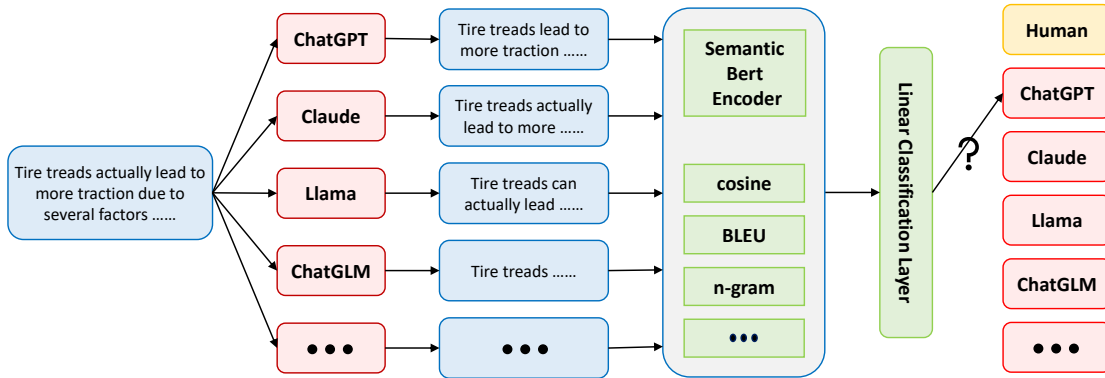 Tire treads actually lead to
more traction due to
several factors ……
ChatGPT
Claude
Llama
ChatGLM
●●●
Tire treads lead to
more traction ……
Tire treads actually
lead to more ……
Tire treads can
actually lead ……
Tire treads ……
●●●
Semantic
Bert
Encoder
cosine
BLEU
n-gram
●●●
Linear Classification Layer
?
Human
ChatGPT
Claude
Llama
ChatGLM
●●●